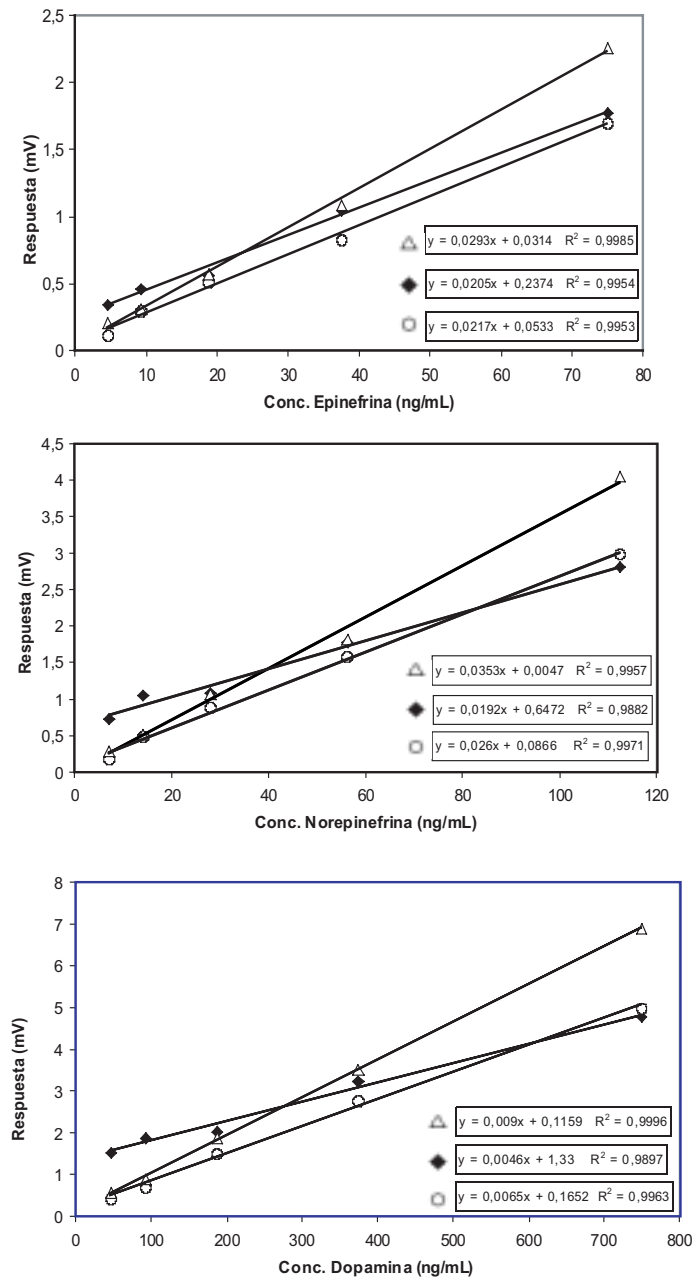 2,5
2
1,5
1
0,5
0
Respuesta (mV)
y = 0,0293x + 0,0314 R² = 0,9985
y = 0,0205x + 0,2374 R² = 0,9954
y = 0,0217x + 0,0533 R² = 0,9953
0 10 20 30 40 50 60 70 80
Conc. Epinefrina (ng/mL)
4,5
4
3,5
3
2,5
2
1,5
1
0,5
0
Respuesta (mV)
y = 0,0353x + 0,0047 R² = 0,9957
y = 0,0192x + 0,6472 R² = 0,9882
y = 0,026x + 0,0866 R² = 0,9971
0 20 40 60 80 100 120
Conc. Norepinefrina (ng/mL)
8
7
6
5
4
3
2
1
0
Respuesta (mV)
y = 0,009x + 0,1159 R² = 0,9996
y = 0,0046x + 1,33 R² = 0,9897
y = 0,0065x + 0,1652 R² = 0,9963
0 100 200 300 400 500 600 700 800
Conc. Dopamina (ng/mL)